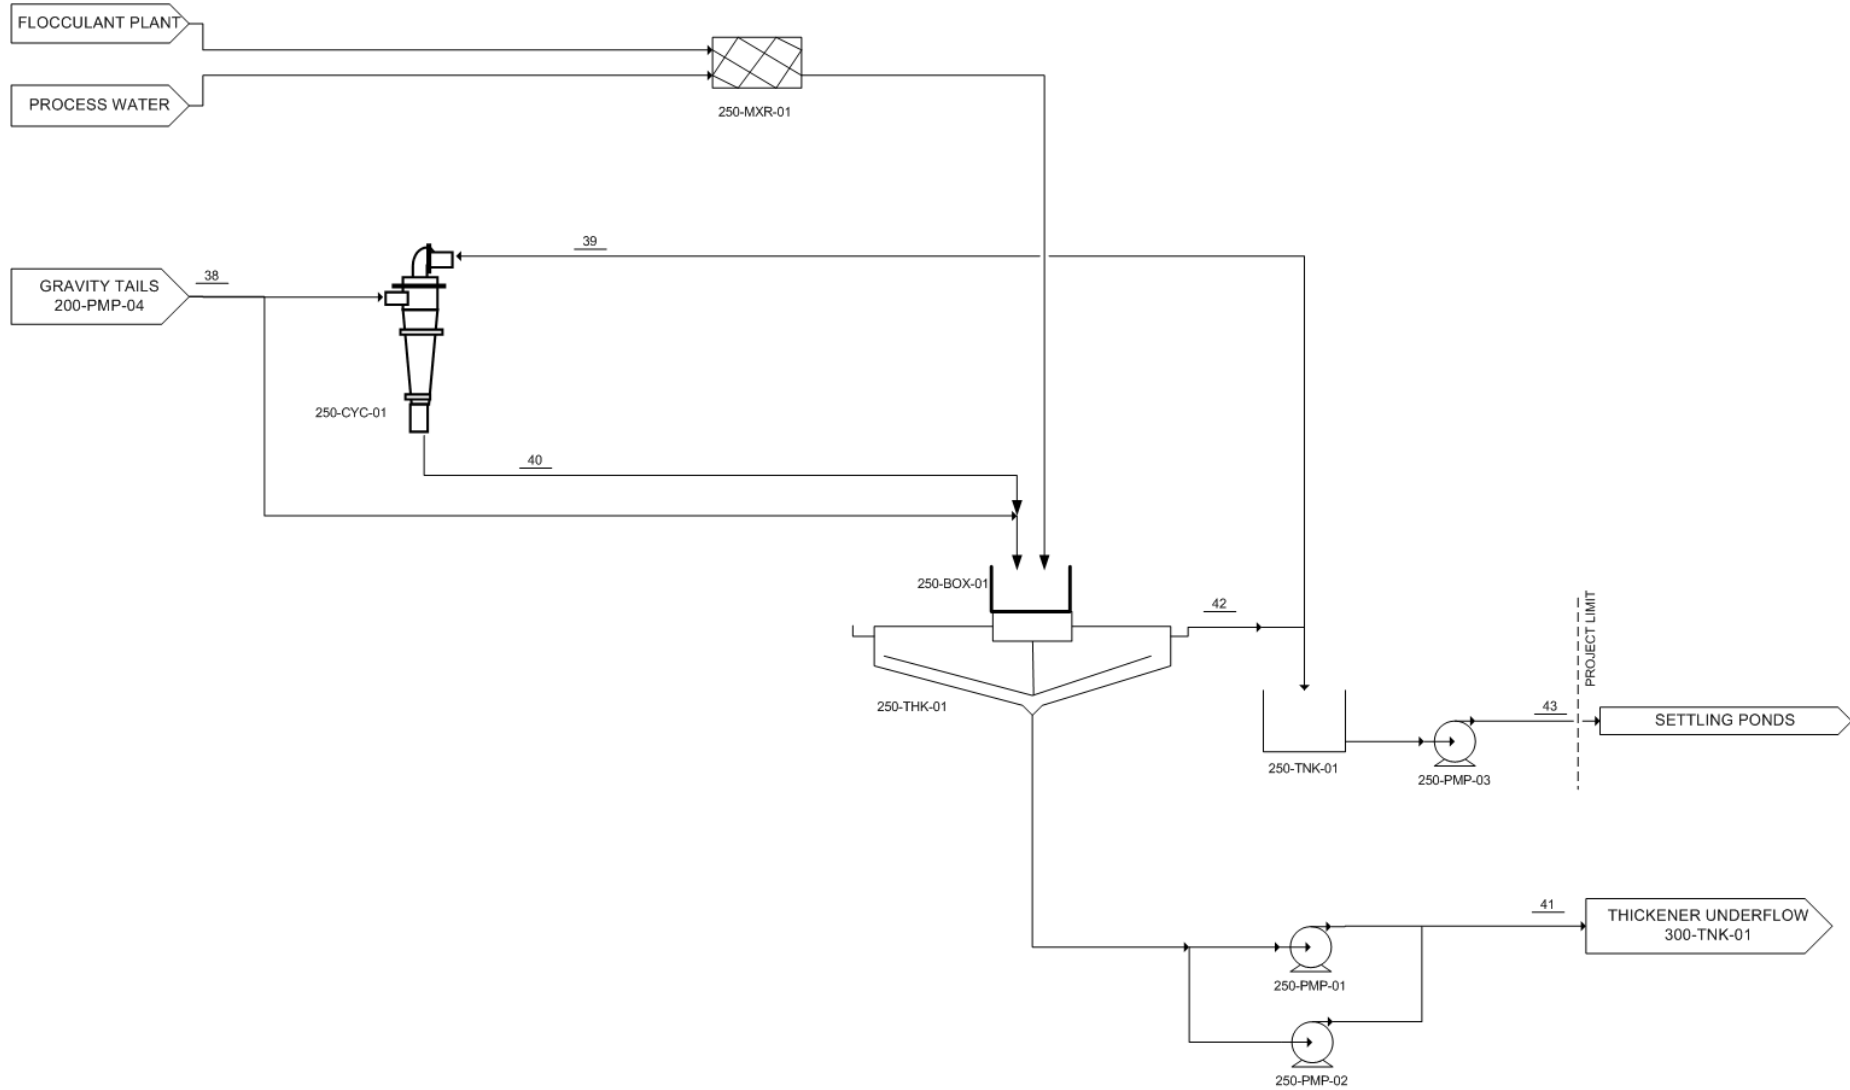 FLOCCULANT PLANT
PROCESS WATER
250-MXR-01
39
38
GRAVITY TAILS
200-PMP-04
250-CYC-01
40
250-BOX-01
42
PROJECT LIMIT
250-THK-01
43
SETTLING PONDS
250-TNK-01
250-PMP-03
41
THICKENER UNDERFLOW
300-TNK-01
250-PMP-01
250-PMP-02